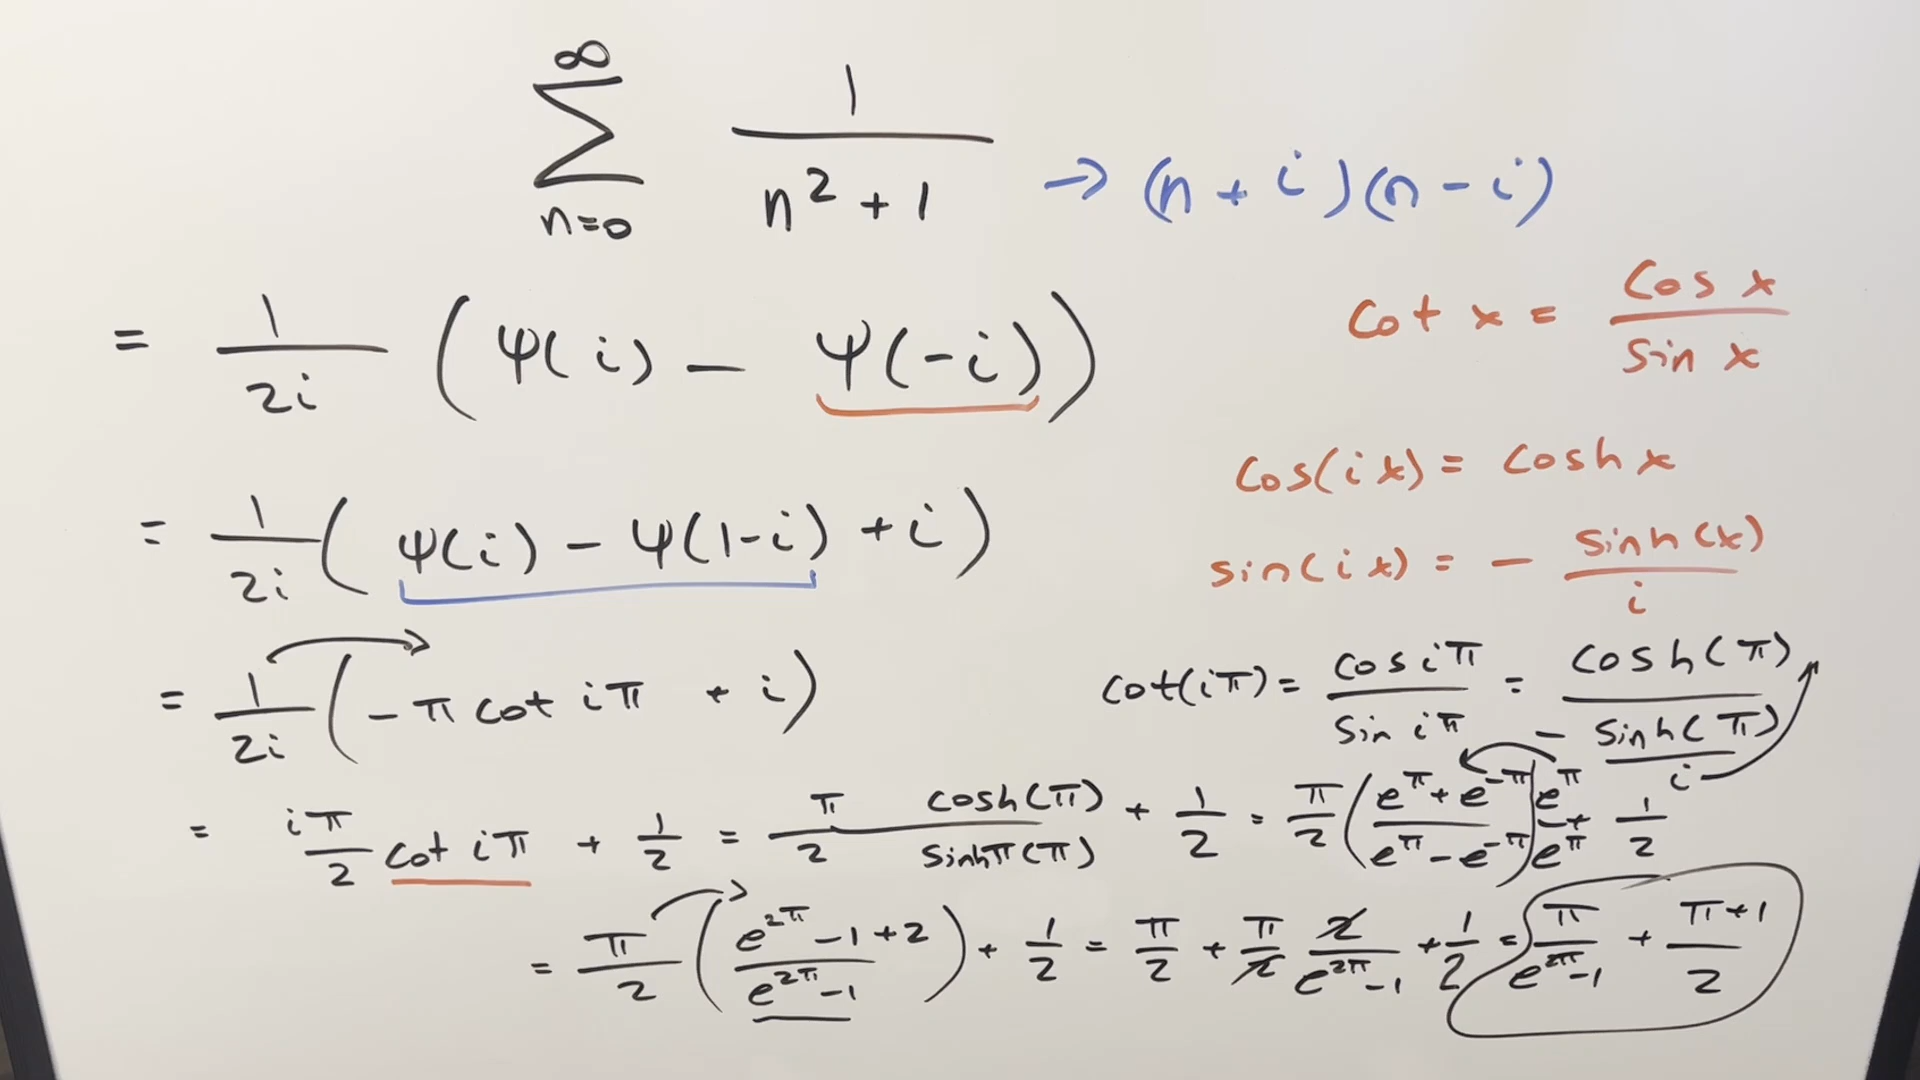 ∞
∑ 1/(n² + 1) → (n + i)(n - i)
n=0
cot x = cos x / sin x
= 1/2i (ψ(i) - ψ(-i))
cos(ix) = cosh x
= 1/2i (ψ(i) - ψ(1-i) + i)
sin(ix) = - sinh(x)/i
= 1/2i (-π cot iπ + i)
cot(iπ) = cos iπ / sin iπ = cosh(π) / - sinh(π)/i
= iπ/2 cot iπ + 1/2 = π/2 cosh(π)/sinhπ(π) + 1/2 = π/2 ((e^π + e^-π)/(e^π - e^-π)) e^π/e^π + 1/2
= π/2 ((e^2π - 1 + 2)/(e^2π - 1)) + 1/2 = π/2 + π/2 2/(e^2π - 1) + 1/2 = π/(e^2π - 1) + (π+1)/2